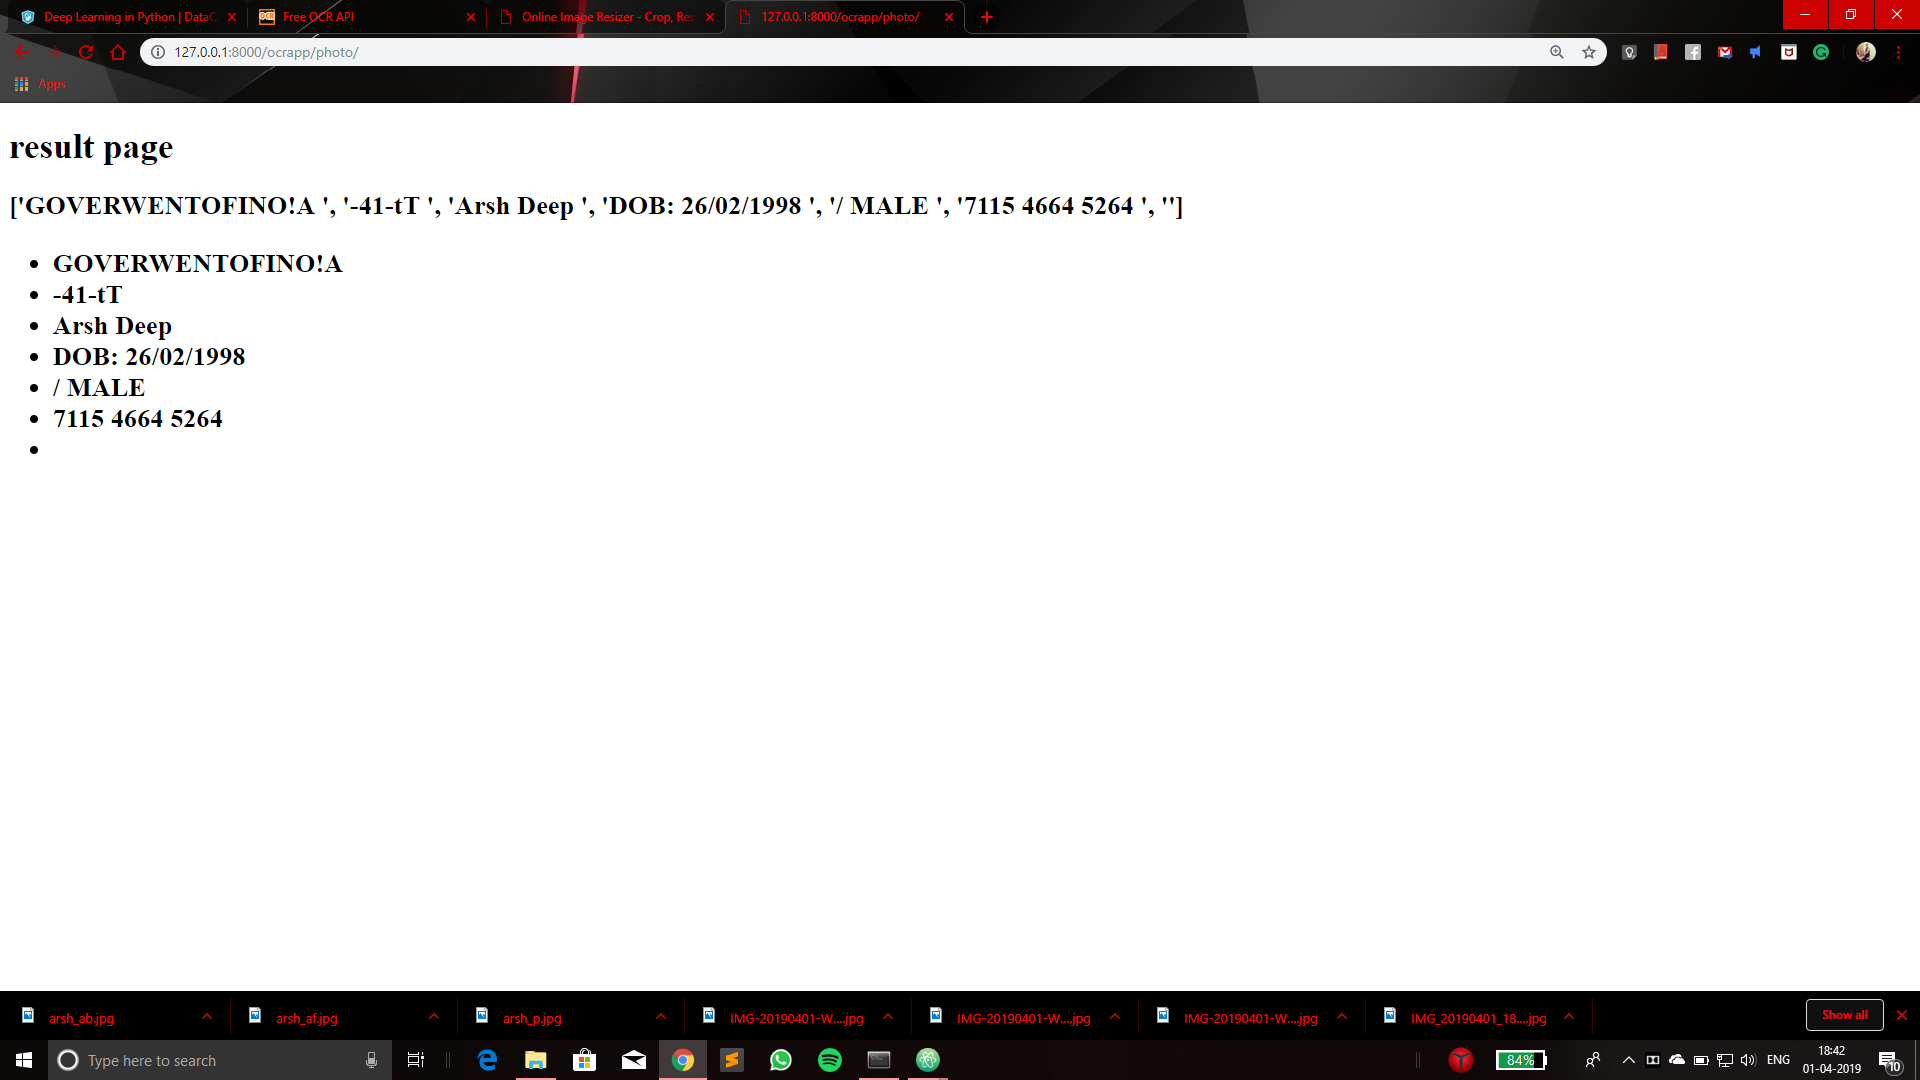 Deep Learning in Python | DataC
Free OCR API
Online Image Resizer - Crop, Res
127.0.0.1:8000/ocrapp/photo/
127.0.0.1:8000/ocrapp/photo/
Apps
result page
['GOVERWENTOFINO!A ', '-41-tT ', 'Arsh Deep ', 'DOB: 26/02/1998 ', '/ MALE ', '7115 4664 5264 ', '']
• GOVERWENTOFINO!A
• -41-tT
• Arsh Deep
• DOB: 26/02/1998
• / MALE
• 7115 4664 5264
•
arsh_ab.jpg
arsh_af.jpg
arsh_p.jpg
IMG-20190401-W....jpg
IMG-20190401-W....jpg
IMG-20190401-W....jpg
IMG_20190401_18....jpg
Show all
Type here to search
84%
ENG
18:42
01-04-2019
10